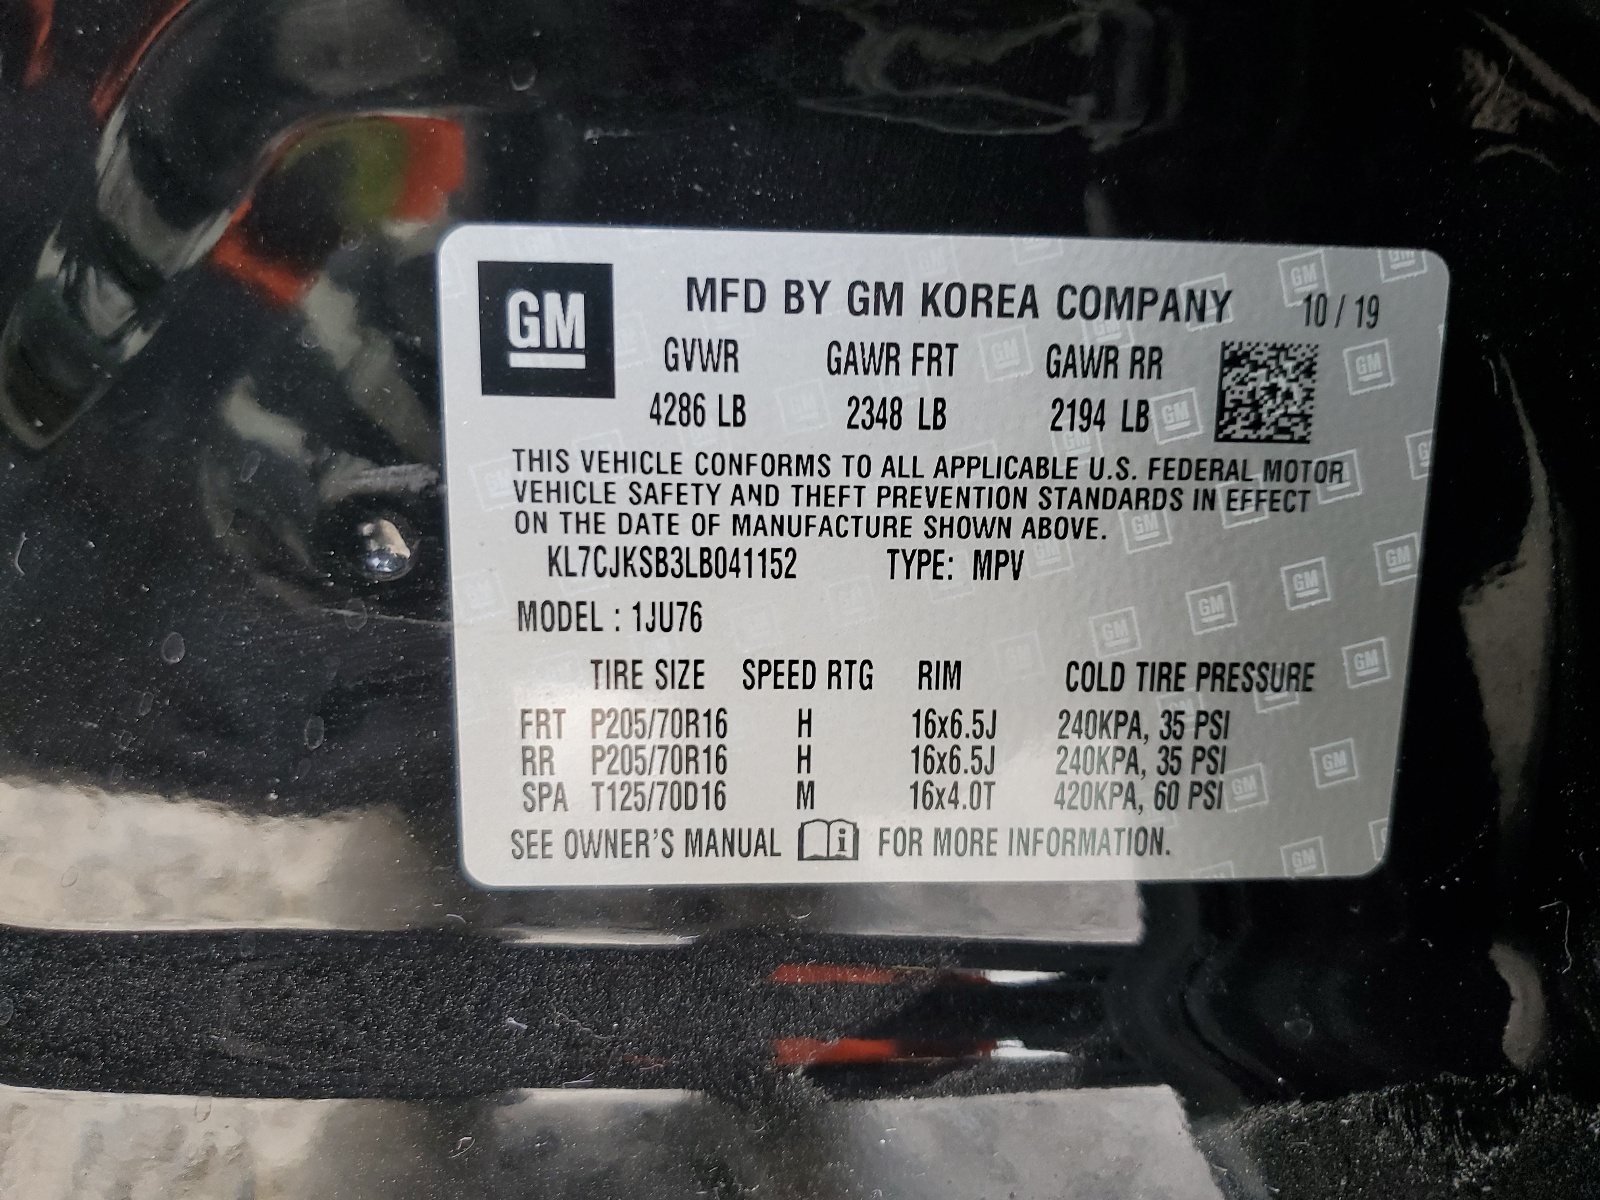 GM
MFD BY GM KOREA COMPANY 10 / 19
GVWR GAWR FRT GAWR RR
4286 LB 2348 LB 2194 LB
THIS VEHICLE CONFORMS TO ALL APPLICABLE U.S. FEDERAL MOTOR
VEHICLE SAFETY AND THEFT PREVENTION STANDARDS IN EFFECT
ON THE DATE OF MANUFACTURE SHOWN ABOVE.
KL7CJKSB3LB041152 TYPE: MPV
MODEL : 1JU76
TIRE SIZE SPEED RTG RIM COLD TIRE PRESSURE
FRT P205/70R16 H 16x6.5J 240KPA, 35 PSI
RR P205/70R16 H 16x6.5J 240KPA, 35 PSI
SPA T125/70D16 M 16x4.0T 420KPA, 60 PSI
SEE OWNER'S MANUAL i FOR MORE INFORMATION.